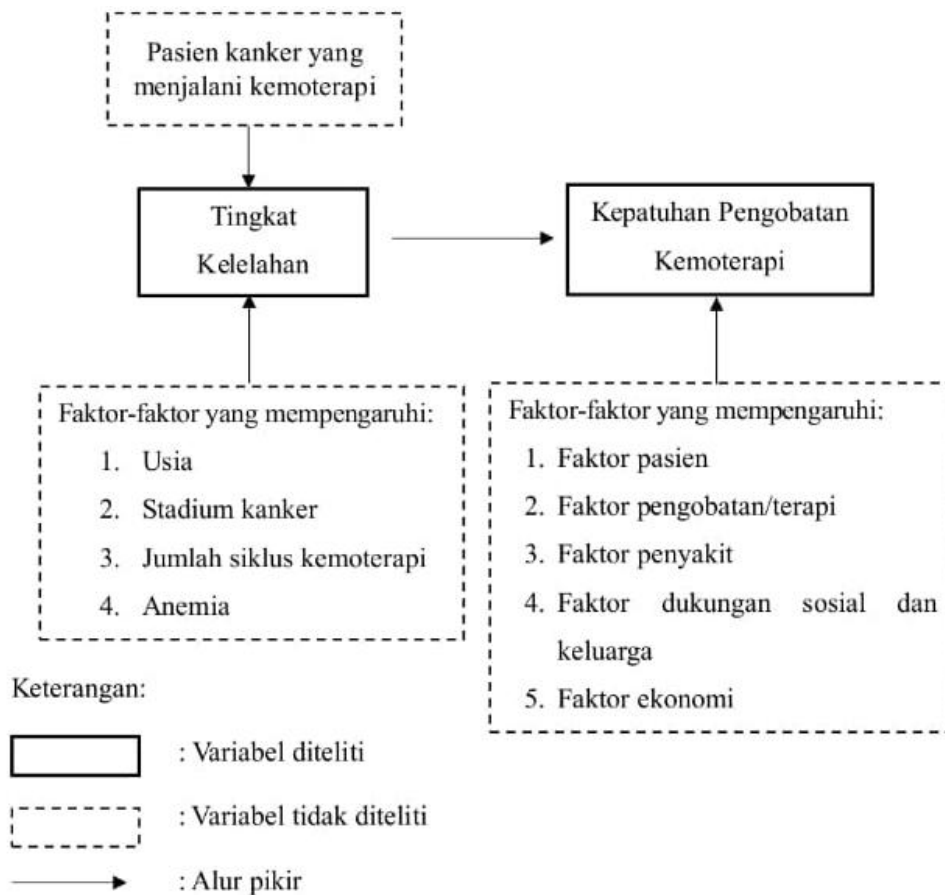 Pasien kanker yang
menjalani kemoterapi
Tingkat
Kelelahan
Kepatuhan Pengobatan
Kemoterapi
Faktor-faktor yang mempengaruhi:
1. Usia
2. Stadium kanker
3. Jumlah siklus kemoterapi
4. Anemia
Faktor-faktor yang mempengaruhi:
1. Faktor pasien
2. Faktor pengobatan/terapi
3. Faktor penyakit
4. Faktor dukungan sosial dan
keluarga
5. Faktor ekonomi
Keterangan:
: Variabel diteliti
: Variabel tidak diteliti
: Alur pikir